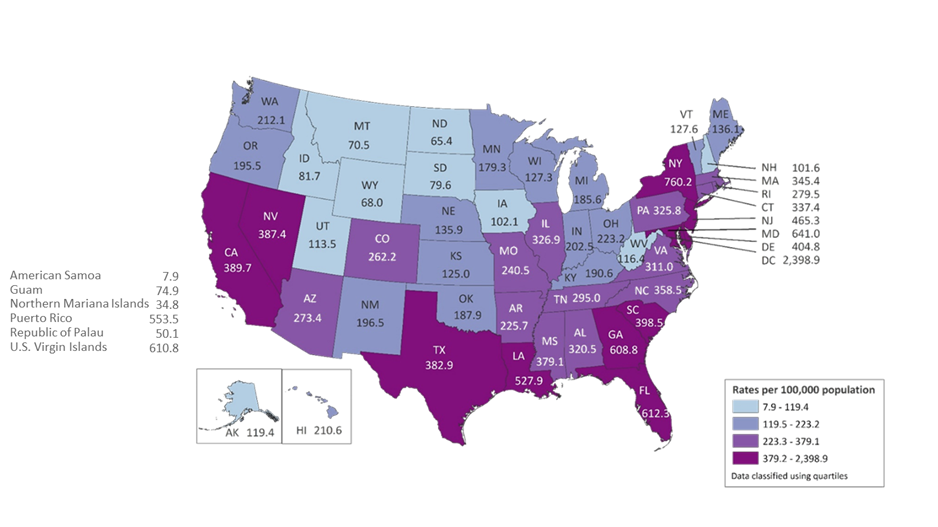 WA
212.1
OR
195.5
CA
389.7
NV
387.4
ID
81.7
MT
70.5
WY
68.0
UT
113.5
AZ
273.4
CO
262.2
NM
196.5
ND
65.4
SD
79.6
NE
135.9
KS
125.0
OK
187.9
TX
382.9
MN
179.3
IA
102.1
MO
240.5
AR
225.7
LA
527.9
WI
127.3
IL
326.9
MI
185.6
IN
202.5
OH
223.2
KY 190.6
TN 295.0
MS
379.1
AL
320.5
GA
608.8
FL
612.3
SC
398.5
NC 358.5
VA
311.0
WV
116.4
PA 325.8
NY
760.2
VT
127.6
ME
136.1
NH 101.6
MA 345.4
RI 279.5
CT 337.4
NJ 465.3
MD 641.0
DE 404.8
DC 2,398.9
American Samoa 7.9
Guam 74.9
Northern Mariana Islands 34.8
Puerto Rico 553.5
Republic of Palau 50.1
U.S. Virgin Islands 610.8
AK 119.4
HI 210.6
Rates per 100,000 population
7.9 - 119.4
119.5 - 223.2
223.3 - 379.1
379.2 - 2,398.9
Data classified using quartiles